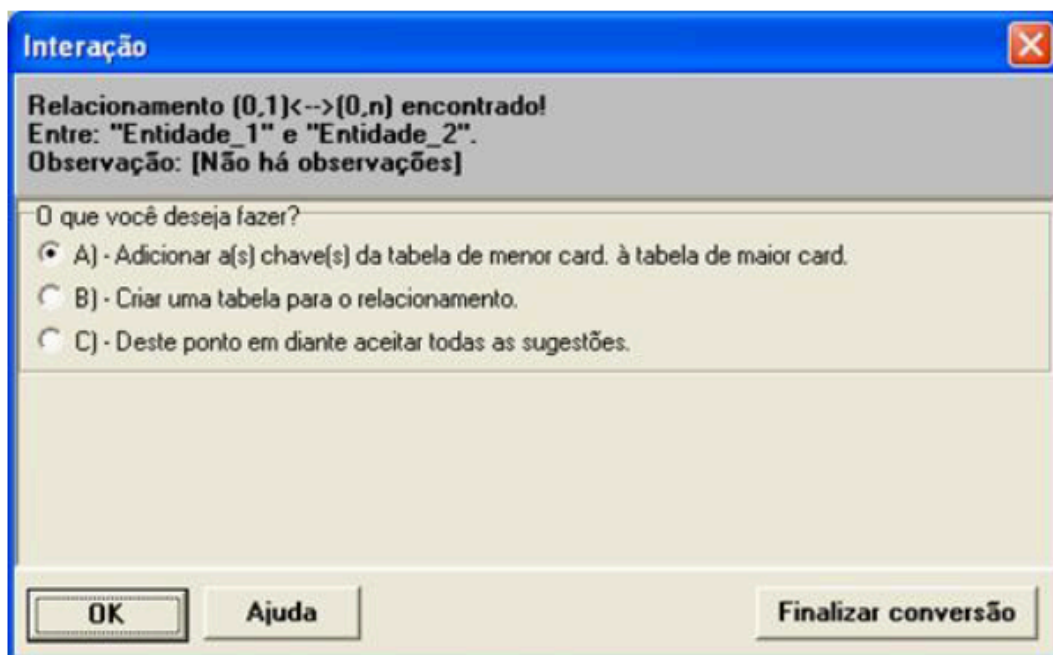 Interação
Relacionamento (0,1)<-->(0,n) encontrado!
Entre: "Entidade_1" e "Entidade_2".
Observação: [Não há observações]
O que você deseja fazer?
A) - Adicionar a(s) chave(s) da tabela de menor card. à tabela de maior card.
B) - Criar uma tabela para o relacionamento.
C) - Deste ponto em diante aceitar todas as sugestões.
OK Ajuda Finalizar conversão